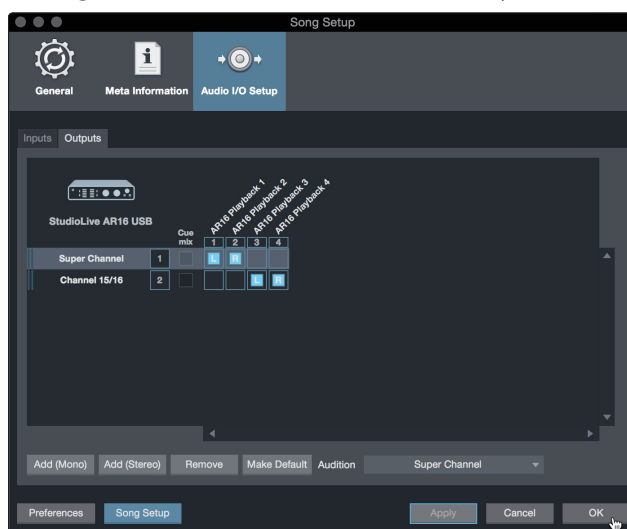 Song Setup
General Meta Information Audio I/O Setup
Inputs Outputs
StudioLive AR16 USB
Cue mix
AR16 Playback 1
AR16 Playback 2
AR16 Playback 3
AR16 Playback 4
1 2 3 4
Super Channel 1 L R
Channel 15/16 2 L R
Add (Mono) Add (Stereo) Remove Make Default Audition Super Channel
Preferences Song Setup Apply Cancel OK